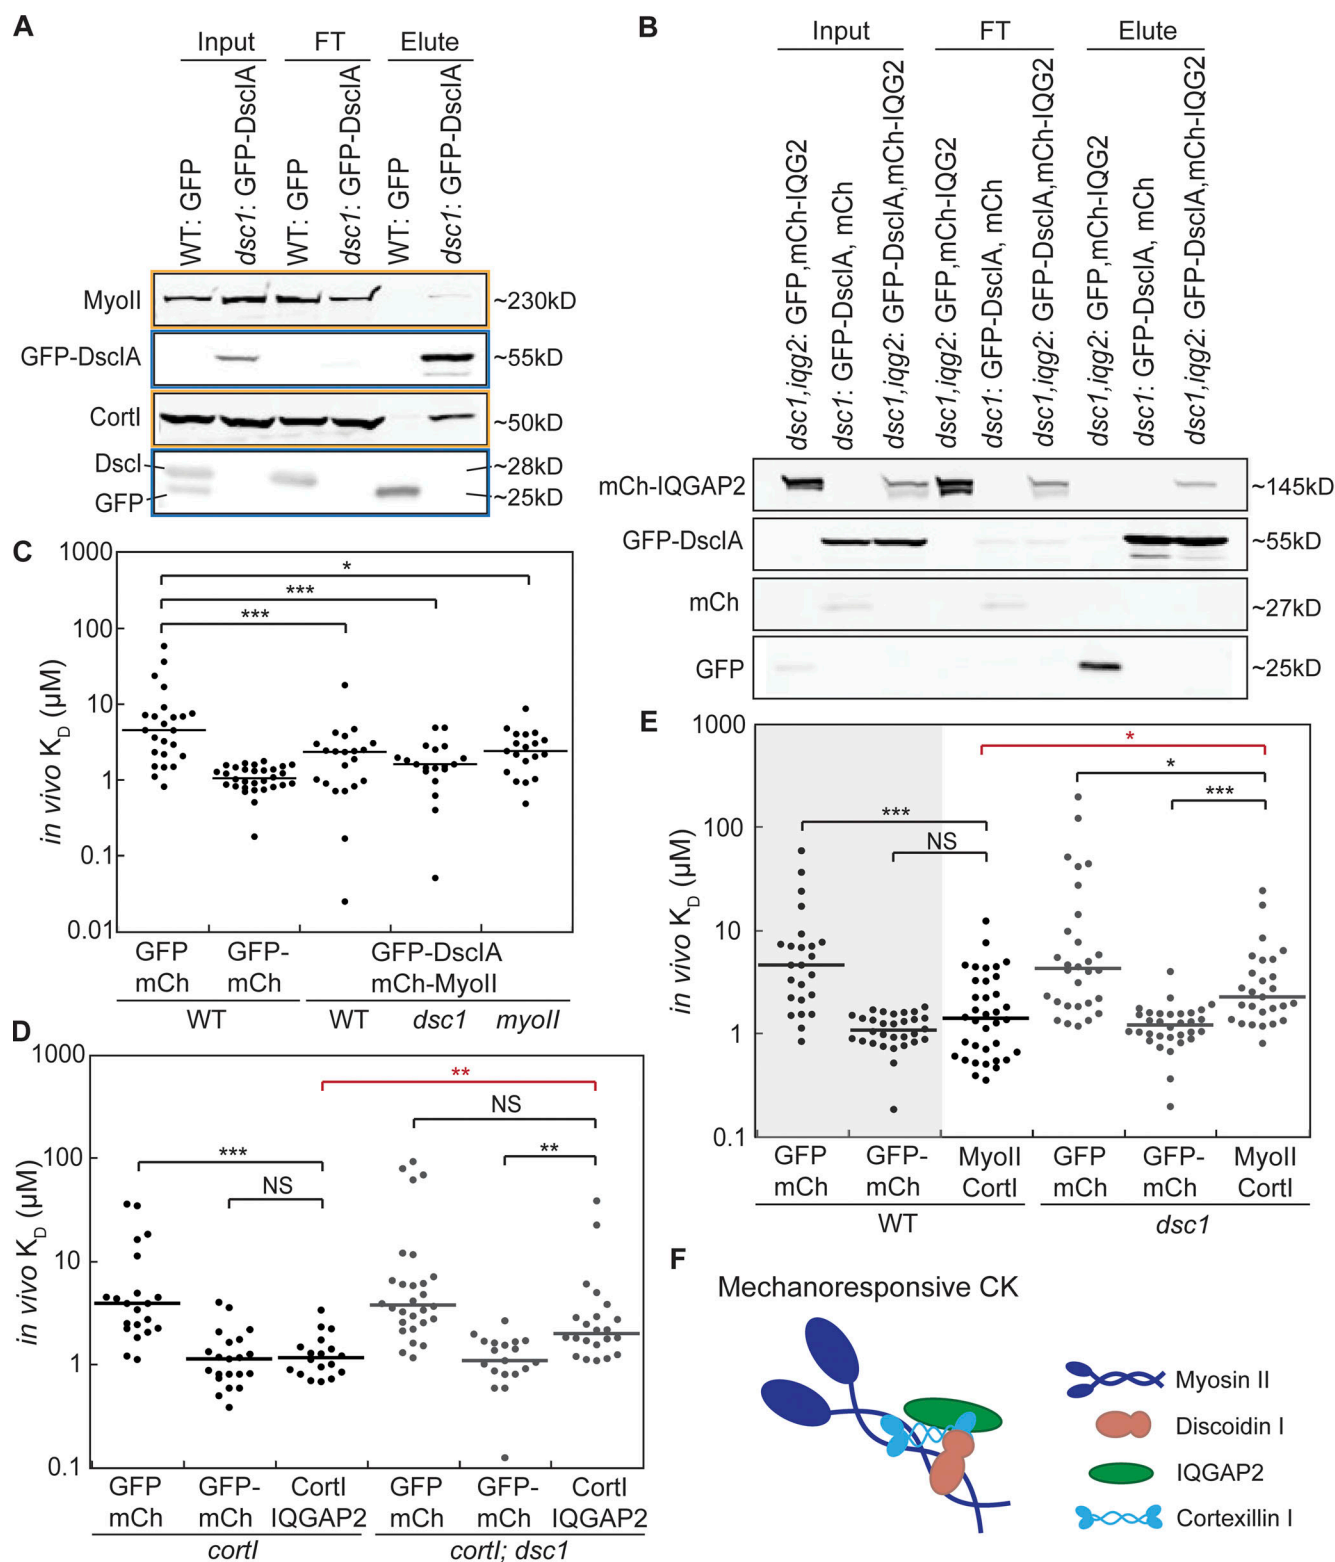 A
Input
FT
Elute
WT: GFP
dsc1: GFP-DscIA
WT: GFP
dsc1: GFP-DscIA
WT: GFP
dsc1: GFP-DscIA
MyoII
~230kD
GFP-DscIA
~55kD
CortI
~50kD
DscI
~28kD
GFP
~25kD
B
Input
FT
Elute
dsc1,iqg2: GFP,mCh-IQG2
dsc1: GFP-DscIA, mCh
dsc1,iqg2: GFP-DscIA,mCh-IQG2
dsc1,iqg2: GFP,mCh-IQG2
dsc1: GFP-DscIA, mCh
dsc1,iqg2: GFP-DscIA,mCh-IQG2
dsc1,iqg2: GFP,mCh-IQG2
dsc1: GFP-DscIA, mCh
dsc1,iqg2: GFP-DscIA,mCh-IQG2
mCh-IQGAP2
~145kD
GFP-DscIA
~55kD
mCh
~27kD
GFP
~25kD
C
in vivo KD (µM)
1000
100
10
1
0.1
0.01
*
***
***
GFP mCh
GFP-mCh
GFP-DscIA mCh-MyoII
WT
WT
dsc1
myoII
D
in vivo KD (µM)
1000
100
10
1
0.1
**
NS
***
**
NS
GFP mCh
GFP-mCh
CortI IQGAP2
GFP mCh
GFP-mCh
CortI IQGAP2
cortI
cortI; dsc1
E
in vivo KD (µM)
1000
100
10
1
0.1
*
*
***
***
NS
GFP mCh
GFP-mCh
MyoII CortI
GFP mCh
GFP-mCh
MyoII CortI
WT
dsc1
F
Mechanoresponsive CK
Myosin II
Discoidin I
IQGAP2
Cortexillin I